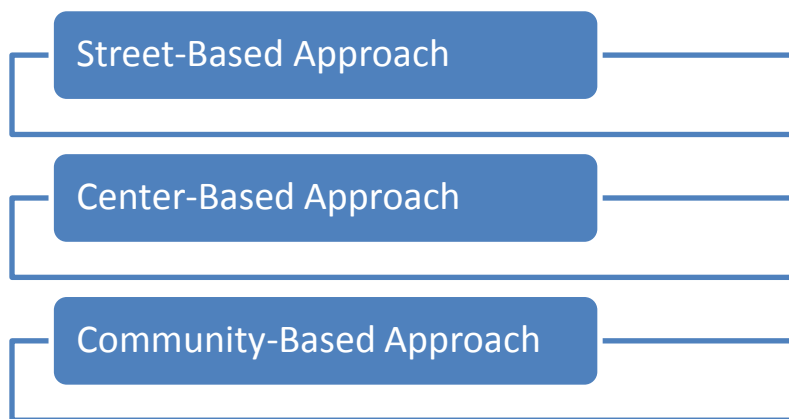 Street-Based Approach
Center-Based Approach
Community-Based Approach